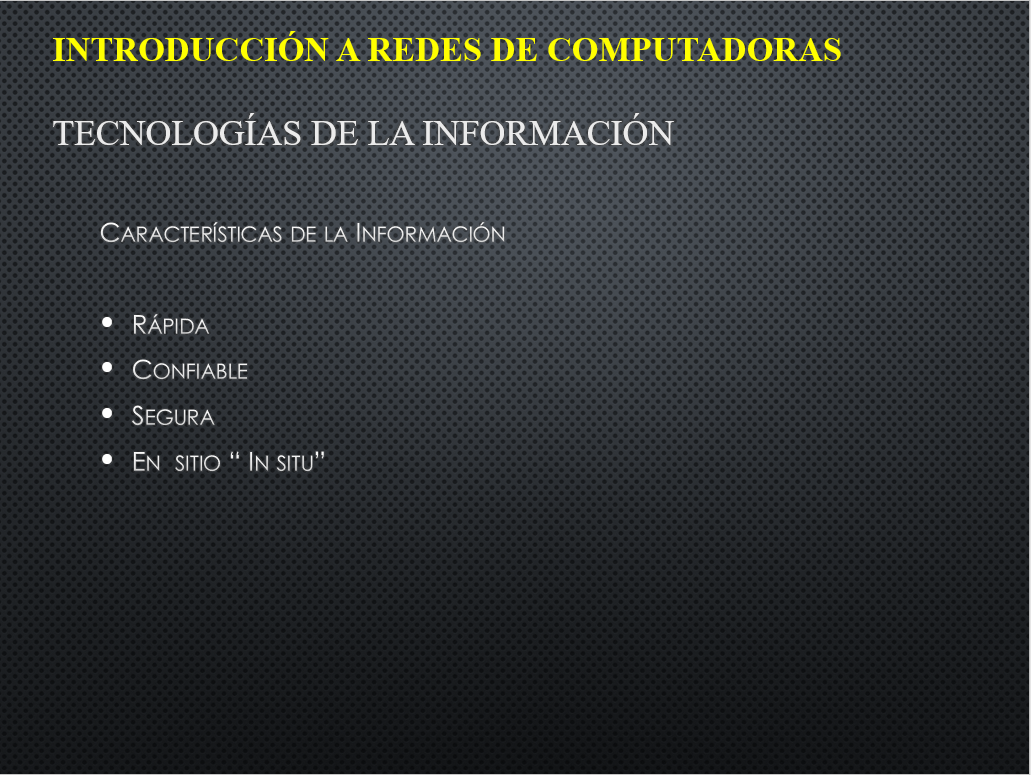 INTRODUCCIÓN A REDES DE COMPUTADORAS
TECNOLOGÍAS DE LA INFORMACIÓN
Características de la Información
• Rápida
• Confiable
• Segura
• En sitio “ In situ”